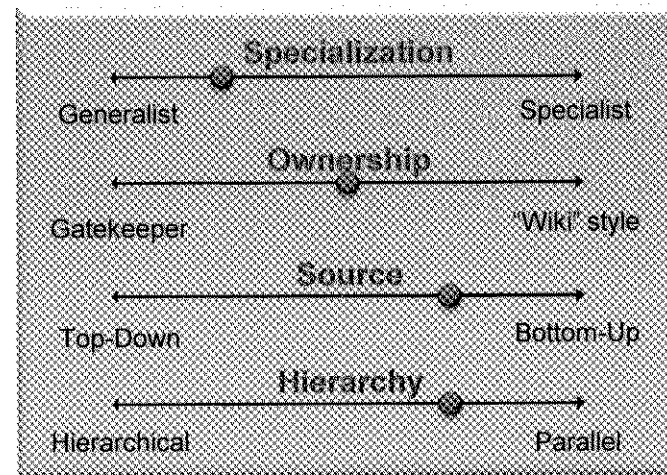 Specialization
Generalist Specialist
Ownership
Gatekeeper "Wiki" style
Source
Top-Down Bottom-Up
Hierarchy
Hierarchical Parallel